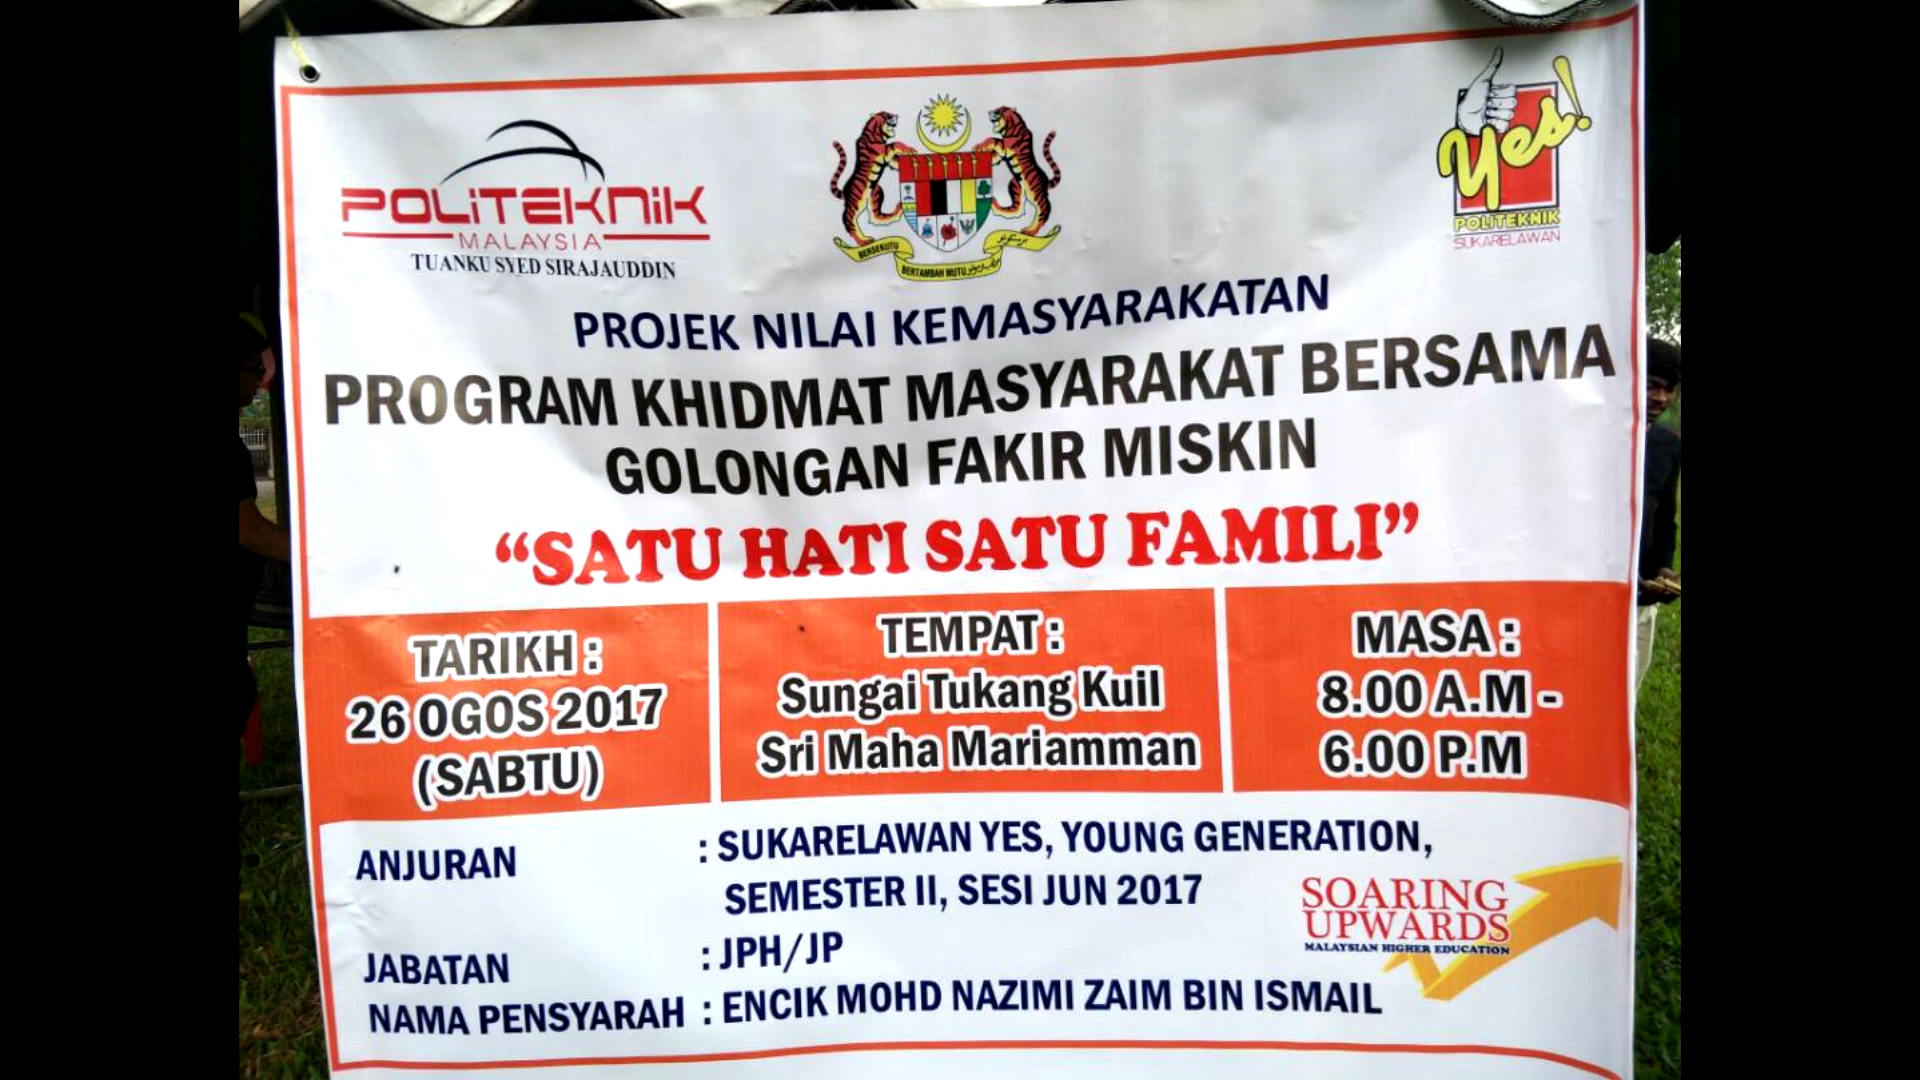 POLiTEKNiK
MALAYSIA
TUANKU SYED SIRAJAUDDIN
BERSEKUTU
BERTAMBAH MUTU
Yes!
POLITEKNIK
SUKARELAWAN
PROJEK NILAI KEMASYARAKATAN
PROGRAM KHIDMAT MASYARAKAT BERSAMA
GOLONGAN FAKIR MISKIN
“SATU HATI SATU FAMILI”
TARIKH :
26 OGOS 2017
(SABTU)
TEMPAT :
Sungai Tukang Kuil
Sri Maha Mariamman
MASA :
8.00 A.M -
6.00 P.M
ANJURAN : SUKARELAWAN YES, YOUNG GENERATION,
SEMESTER II, SESI JUN 2017
JABATAN : JPH/JP
NAMA PENSYARAH : ENCIK MOHD NAZIMI ZAIM BIN ISMAIL
SOARING
UPWARDS
MALAYSIAN HIGHER EDUCATION